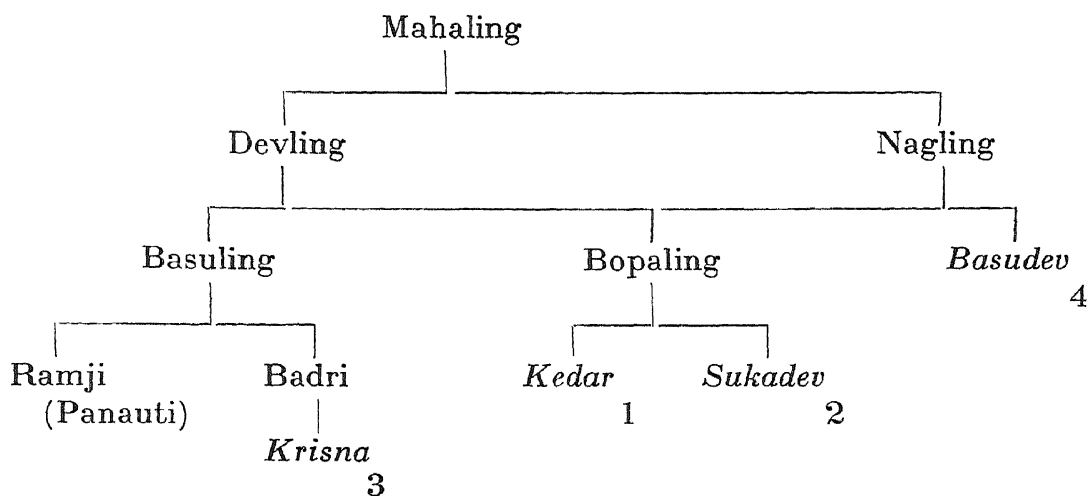 Mahaling
Devling Nagling
Basuling Bopaling Basudev
4
Ramji Badri Kedar Sukadev
(Panauti) 1 2
Krisna
3